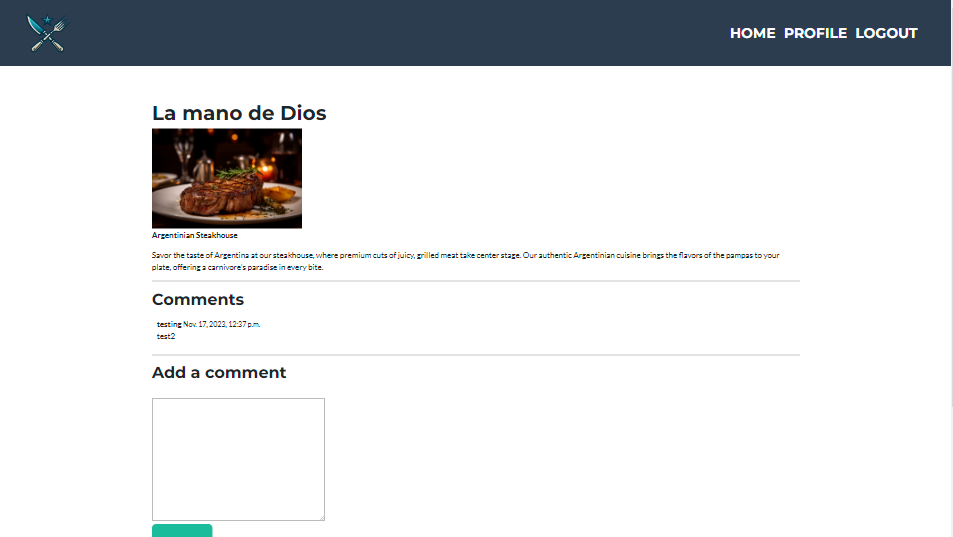 HOME PROFILE LOGOUT
La mano de Dios
Argentinian Steakhouse
Savor the taste of Argentina at our steakhouse, where premium cuts of juicy, grilled meat take center stage. Our authentic Argentinian cuisine brings the flavors of the pampas to your
plate, offering a carnivore's paradise in every bite.
Comments
testing Nov. 17, 2023, 12:37 p.m.
test2
Add a comment